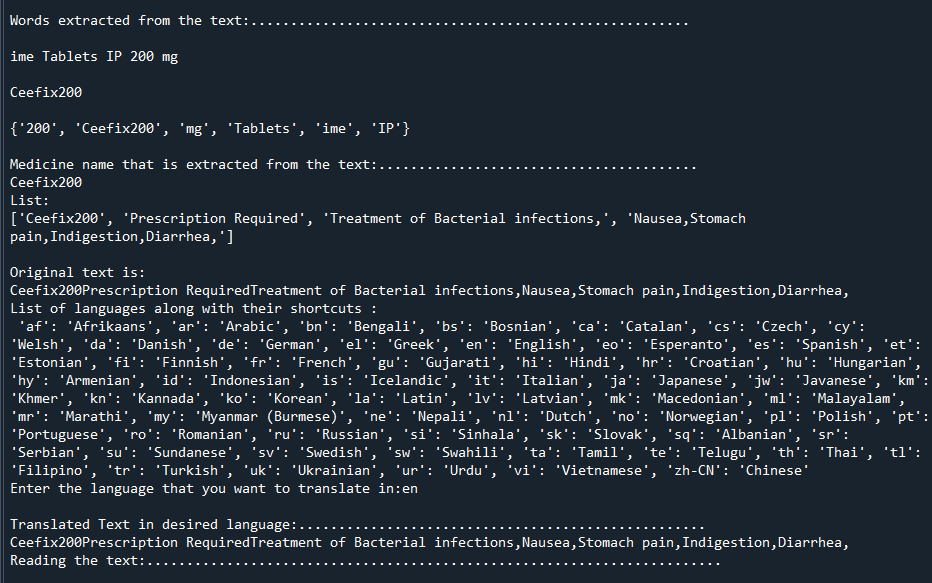 Words extracted from the text:......................................................
ime Tablets IP 200 mg
Ceefix200
{'200', 'Ceefix200', 'mg', 'Tablets', 'ime', 'IP'}
Medicine name that is extracted from the text:.......................................
Ceefix200
List:
['Ceefix200', 'Prescription Required', 'Treatment of Bacterial infections,', 'Nausea,Stomach
pain,Indigestion,Diarrhea,']
Original text is:
Ceefix200Prescription RequiredTreatment of Bacterial infections,Nausea,Stomach pain,Indigestion,Diarrhea,
List of languages along with their shortcuts :
'af': 'Afrikaans', 'ar': 'Arabic', 'bn': 'Bengali', 'bs': 'Bosnian', 'ca': 'Catalan', 'cs': 'Czech', 'cy':
'Welsh', 'da': 'Danish', 'de': 'German', 'el': 'Greek', 'en': 'English', 'eo': 'Esperanto', 'es': 'Spanish', 'et':
'Estonian', 'fi': 'Finnish', 'fr': 'French', 'gu': 'Gujarati', 'hi': 'Hindi', 'hr': 'Croatian', 'hu': 'Hungarian',
'hy': 'Armenian', 'id': 'Indonesian', 'is': 'Icelandic', 'it': 'Italian', 'ja': 'Japanese', 'jw': 'Javanese', 'km':
'Khmer', 'kn': 'Kannada', 'ko': 'Korean', 'la': 'Latin', 'lv': 'Latvian', 'mk': 'Macedonian', 'ml': 'Malayalam',
'mr': 'Marathi', 'my': 'Myanmar (Burmese)', 'ne': 'Nepali', 'nl': 'Dutch', 'no': 'Norwegian', 'pl': 'Polish', 'pt':
'Portuguese', 'ro': 'Romanian', 'ru': 'Russian', 'si': 'Sinhala', 'sk': 'Slovak', 'sq': 'Albanian', 'sr':
'Serbian', 'su': 'Sundanese', 'sv': 'Swedish', 'sw': 'Swahili', 'ta': 'Tamil', 'te': 'Telugu', 'th': 'Thai', 'tl':
'Filipino', 'tr': 'Turkish', 'uk': 'Ukrainian', 'ur': 'Urdu', 'vi': 'Vietnamese', 'zh-CN': 'Chinese'
Enter the language that you want to translate in:en
Translated Text in desired language:..................................................
Ceefix200Prescription RequiredTreatment of Bacterial infections,Nausea,Stomach pain,Indigestion,Diarrhea,
Reading the text:.......................................................................